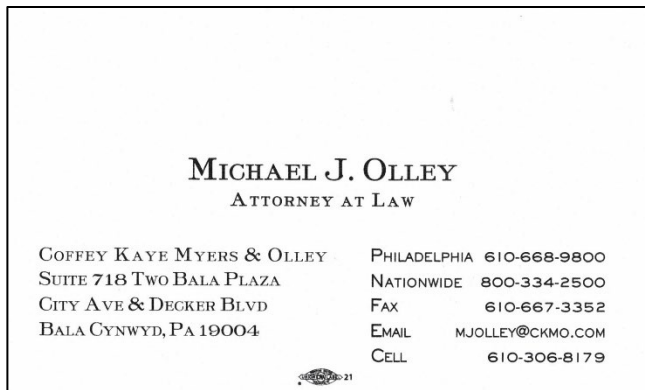 MICHAEL J. OLLEY
ATTORNEY AT LAW
COFFEY KAYE MYERS & OLLEY
SUITE 718 TWO BALA PLAZA
CITY AVE & DECKER BLVD
BALA CYNWYD, PA 19004
PHILADELPHIA 610-668-9800
NATIONWIDE 800-334-2500
FAX 610-667-3352
EMAIL MJOLLEY@CKMO.COM
CELL 610-306-8179
21